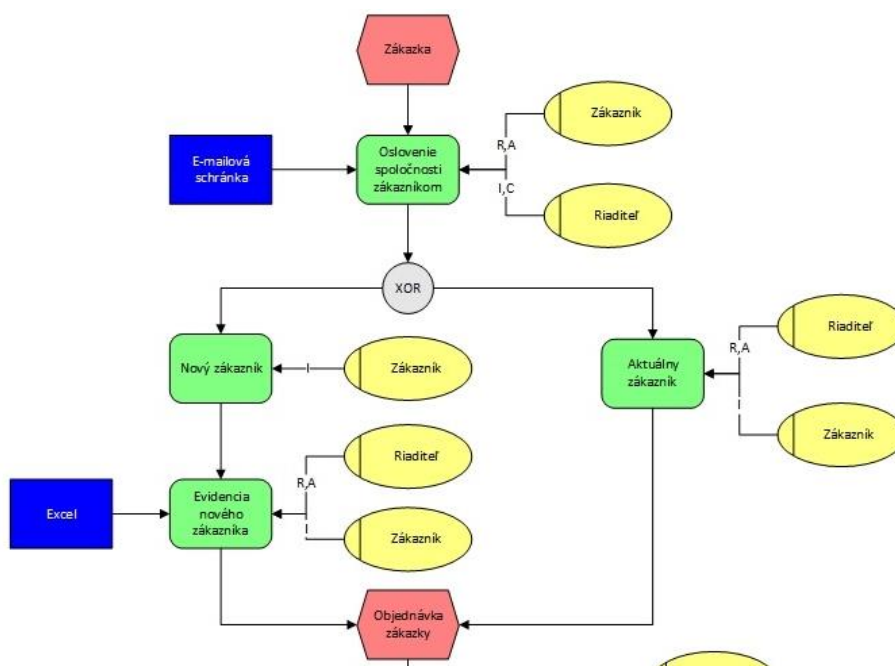 Zákazka
Zákazník
R,A
E-mailová
schránka
Oslovenie
spoločnosti
zákazníkom
I,C
Riaditeľ
XOR
Riaditeľ
R,A
Nový zákazník
I
Zákazník
Aktuálny
zákazník
I
Zákazník
Riaditeľ
R,A
Excel
Evidencia
nového
zákazníka
I
Zákazník
Objednávka
zákazky